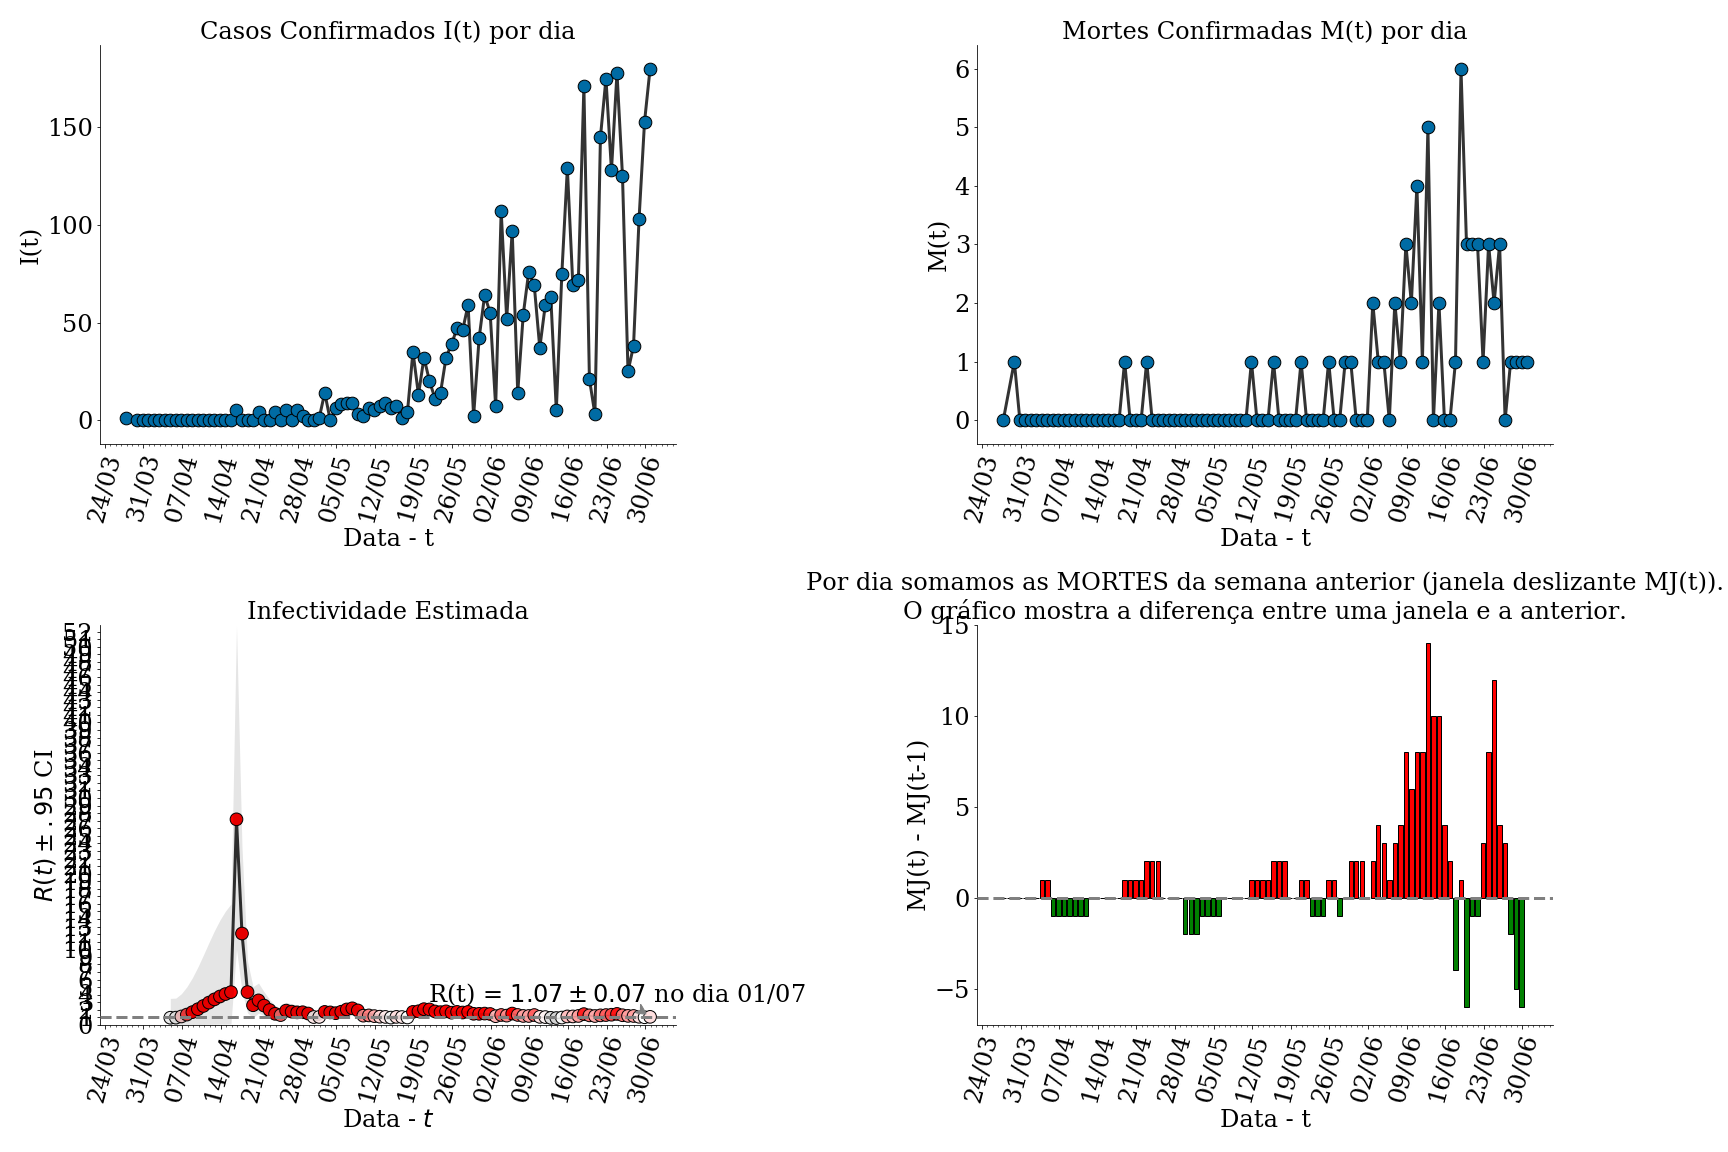 Casos Confirmados I(t) por dia
I(t)
150
100
50
0
24/03 31/03 07/04 14/04 21/04 28/04 05/05 12/05 19/05 26/05 02/06 09/06 16/06 23/06 30/06
Data - t
Mortes Confirmadas M(t) por dia
M(t)
6
5
4
3
2
1
0
24/03 31/03 07/04 14/04 21/04 28/04 05/05 12/05 19/05 26/05 02/06 09/06 16/06 23/06 30/06
Data - t
Infectividade Estimada
R(t) ± .95 CI
R(t) = 1.07 ± 0.07 no dia 01/07
0
24/03 31/03 07/04 14/04 21/04 28/04 05/05 12/05 19/05 26/05 02/06 09/06 16/06 23/06 30/06
Data - t
Por dia somamos as MORTES da semana anterior (janela deslizante MJ(t)).
O gráfico mostra a diferença entre uma janela e a anterior.
MJ(t) - MJ(t-1)
15
10
5
0
−5
24/03 31/03 07/04 14/04 21/04 28/04 05/05 12/05 19/05 26/05 02/06 09/06 16/06 23/06 30/06
Data - t